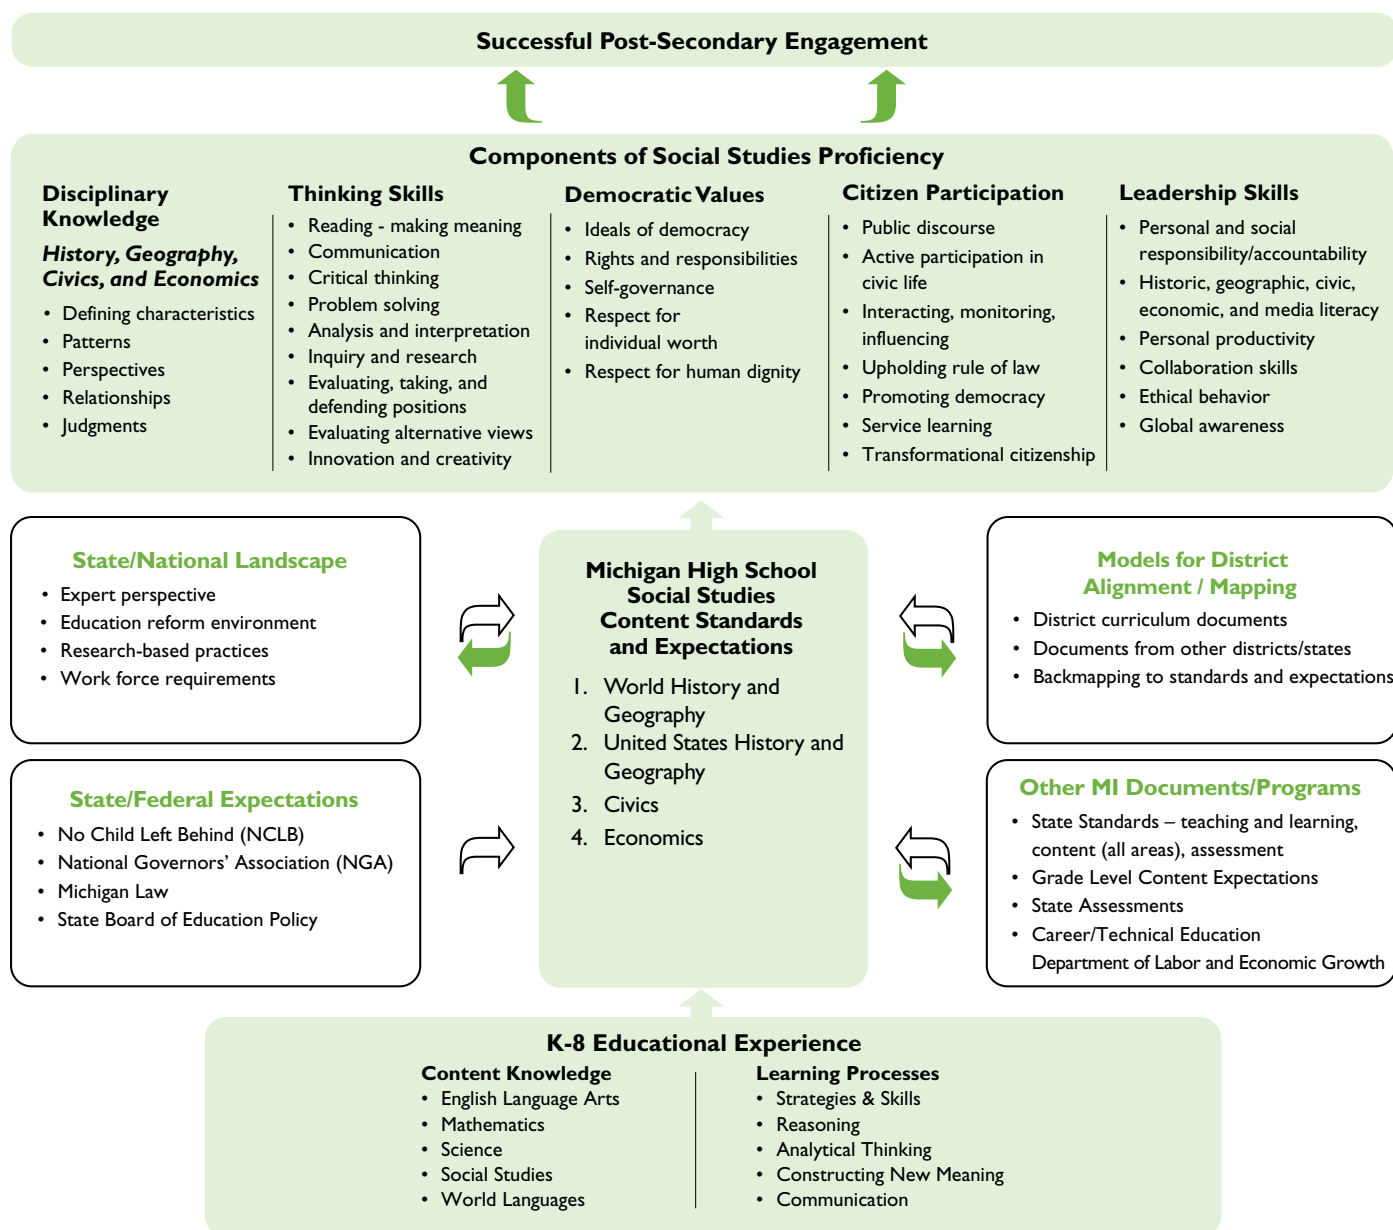 Successful Post-Secondary Engagement
Components of Social Studies Proficiency
Disciplinary
Knowledge
History, Geography,
Civics, and Economics
• Defining characteristics
• Patterns
• Perspectives
• Relationships
• Judgments
Thinking Skills
• Reading - making meaning
• Communication
• Critical thinking
• Problem solving
• Analysis and interpretation
• Inquiry and research
• Evaluating, taking, and
defending positions
• Evaluating alternative views
• Innovation and creativity
Democratic Values
• Ideals of democracy
• Rights and responsibilities
• Self-governance
• Respect for
individual worth
• Respect for human dignity
Citizen Participation
• Public discourse
• Active participation in
civic life
• Interacting, monitoring,
influencing
• Upholding rule of law
• Promoting democracy
• Service learning
• Transformational citizenship
Leadership Skills
• Personal and social
responsibility/accountability
• Historic, geographic, civic,
economic, and media literacy
• Personal productivity
• Collaboration skills
• Ethical behavior
• Global awareness
State/National Landscape
• Expert perspective
• Education reform environment
• Research-based practices
• Work force requirements
State/Federal Expectations
• No Child Left Behind (NCLB)
• National Governors' Association (NGA)
• Michigan Law
• State Board of Education Policy
Michigan High School
Social Studies
Content Standards
and Expectations
1. World History and
Geography
2. United States History and
Geography
3. Civics
4. Economics
Models for District
Alignment / Mapping
• District curriculum documents
• Documents from other districts/states
• Backmapping to standards and expectations
Other MI Documents/Programs
• State Standards – teaching and learning,
content (all areas), assessment
• Grade Level Content Expectations
• State Assessments
• Career/Technical Education
Department of Labor and Economic Growth
K-8 Educational Experience
Content Knowledge
• English Language Arts
• Mathematics
• Science
• Social Studies
• World Languages
Learning Processes
• Strategies & Skills
• Reasoning
• Analytical Thinking
• Constructing New Meaning
• Communication